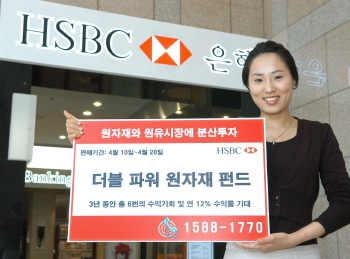 HSBC 은행
Banking
원자재와 원유시장에 분산투자
판매기간: 4월 10일~4월 20일
HSBC
더블 파워 원자재 펀드
3년 동안 총 6번의 수익기회 및 연 12% 수익률 기대
1588-1770